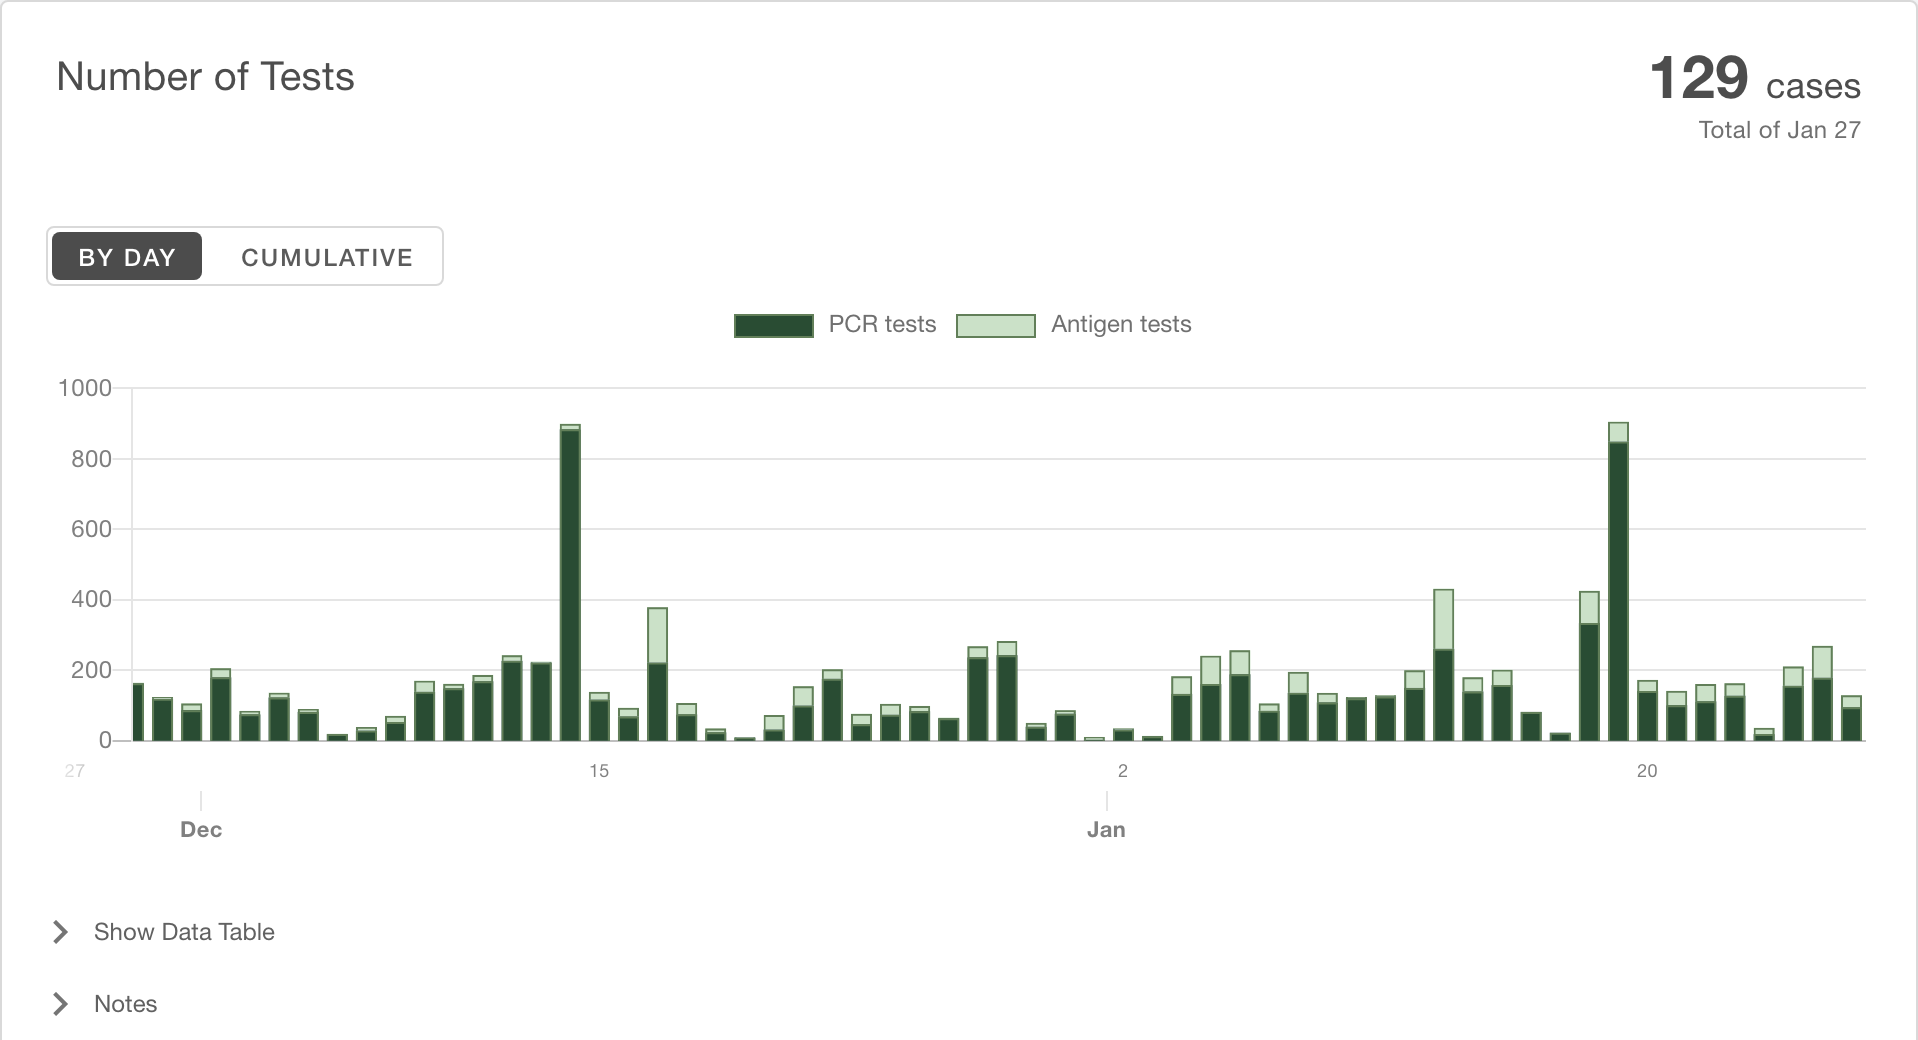 Number of Tests
129 cases
Total of Jan 27
BY DAY
CUMULATIVE
PCR tests
Antigen tests
1000
800
600
400
200
0
27
15
2
20
Dec
Jan
Show Data Table
Notes